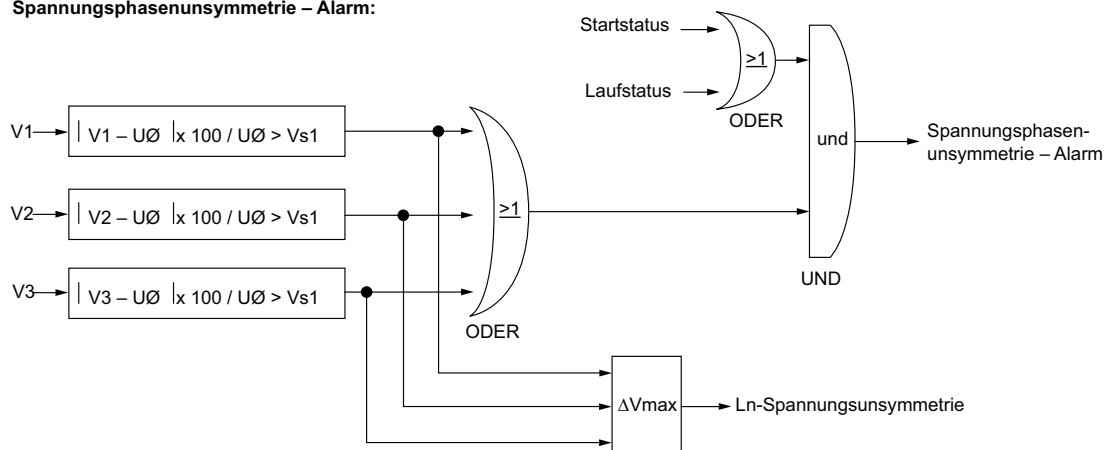 Spannungsphasenunsymmetrie – Alarm:
Startstatus
Laufstatus
≥1
ODER
V1
| V1 – UØ | x 100 / UØ > Vs1
V2
| V2 – UØ | x 100 / UØ > Vs1
V3
| V3 – UØ | x 100 / UØ > Vs1
≥1
ODER
und
UND
Spannungsphasen-
unsymmetrie – Alarm
ΔVmax
Ln-Spannungsunsymmetrie